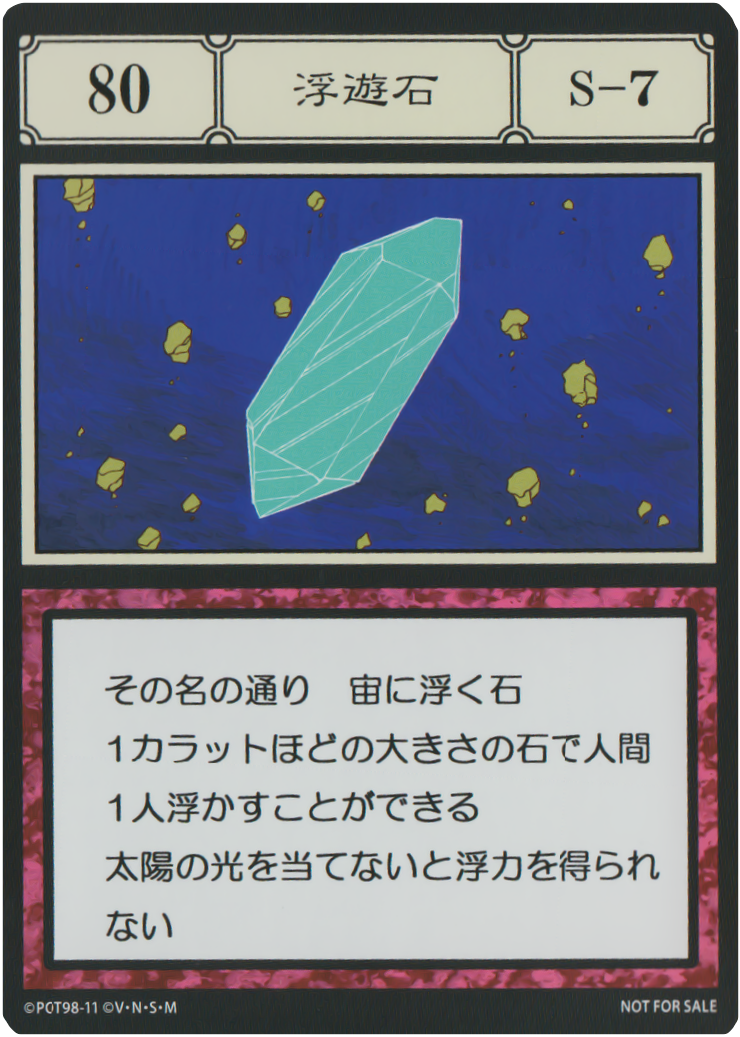 80
浮遊石
S-7
その名の通り　宙に浮く石
1カラットほどの大きさの石で人間
1人浮かすことができる
太陽の光を当てないと浮力を得られ
ない
©POT98-11 ©V・N・S・M
NOT FOR SALE